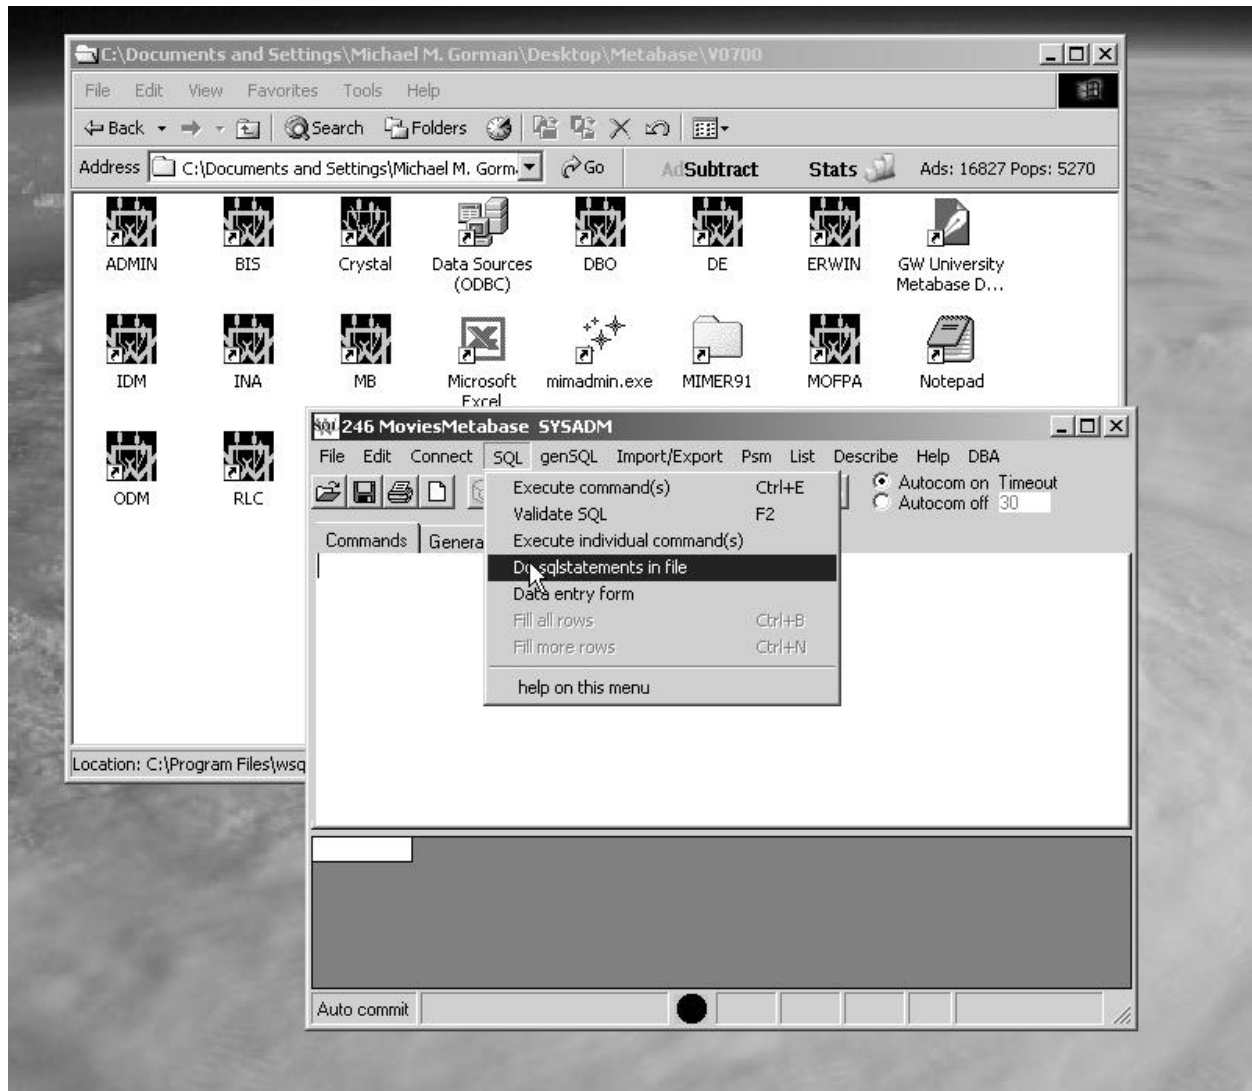 C:\Documents and Settings\Michael M. Gorman\Desktop\Metabase\V0700
File Edit View Favorites Tools Help
Back Search Folders
Address C:\Documents and Settings\Michael M. Gorm Go AdSubtract Stats Ads: 16827 Pops: 5270
ADMIN BIS Crystal Data Sources DBO DE ERWIN GW University
(ODBC) Metabase D...
IDM INA MB Microsoft mimadmin.exe MIMER91 MOFPA Notepad
Excel
SQL 246 MoviesMetabase SYSADM
File Edit Connect SQL genSQL Import/Export Psm List Describe Help DBA
ODM RLC
Execute command(s) Ctrl+E
Autocom on Timeout
Validate SQL F2
Autocom off 30
Commands Genera
Execute individual command(s)
Do sqlstatements in file
Data entry form
Fill all rows Ctrl+B
Fill more rows Ctrl+N
help on this menu
Location: C:\Program Files\wsq
Auto commit